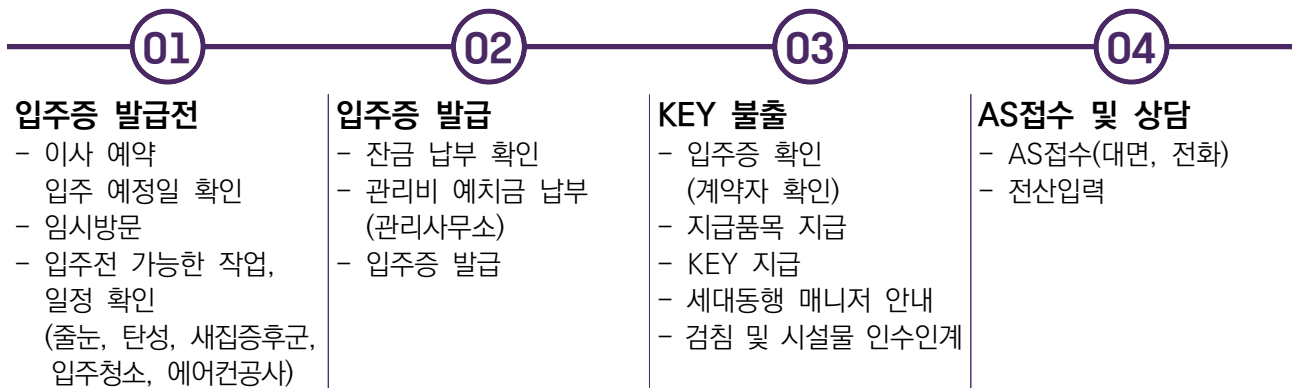 01
02
03
04
입주증 발급전
- 이사 예약
입주 예정일 확인
- 임시방문
- 입주전 가능한 작업,
일정 확인
(줄눈, 탄성, 새집증후군,
입주청소, 에어컨공사)
입주증 발급
- 잔금 납부 확인
- 관리비 예치금 납부
(관리사무소)
- 입주증 발급
KEY 불출
- 입주증 확인
(계약자 확인)
- 지급품목 지급
- KEY 지급
- 세대동행 매니저 안내
- 검침 및 시설물 인수인계
AS접수 및 상담
- AS접수(대면, 전화)
- 전산입력